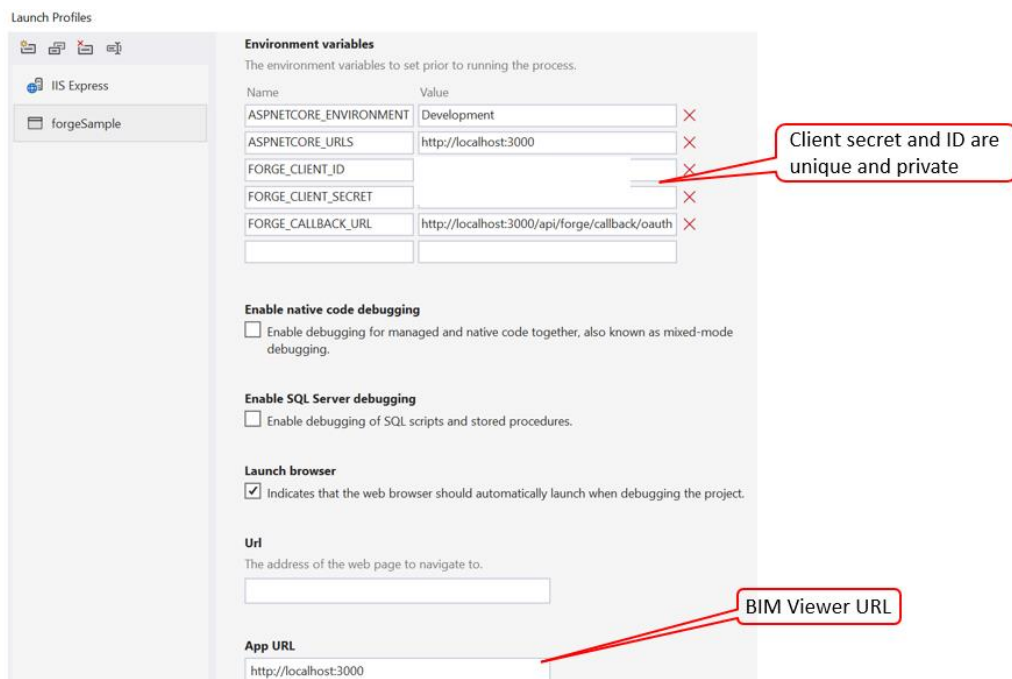 Launch Profiles
IIS Express
forgeSample
Environment variables
The environment variables to set prior to running the process.
Name Value
ASPNETCORE_ENVIRONMENT Development
ASPNETCORE_URLS http://localhost:3000
FORGE_CLIENT_ID
FORGE_CLIENT_SECRET
FORGE_CALLBACK_URL http://localhost:3000/api/forge/callback/oauth
Client secret and ID are
unique and private
Enable native code debugging
Enable debugging for managed and native code together, also known as mixed-mode
debugging.
Enable SQL Server debugging
Enable debugging of SQL scripts and stored procedures.
Launch browser
Indicates that the web browser should automatically launch when debugging the project.
Url
The address of the web page to navigate to.
BIM Viewer URL
App URL
http://localhost:3000